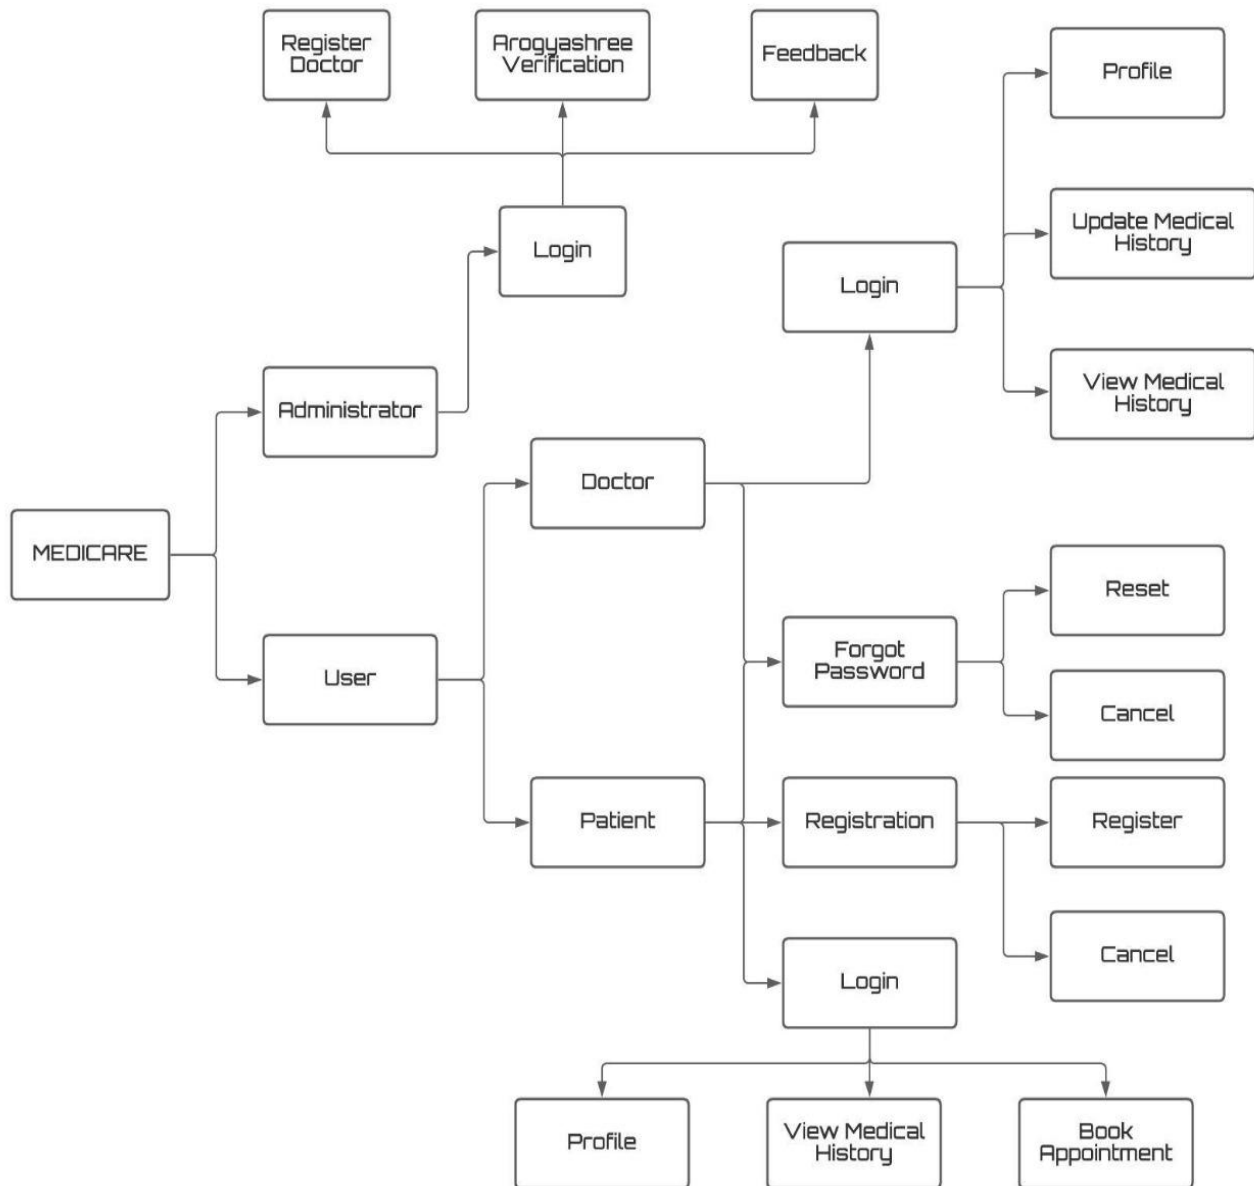 Register
Doctor
Arogyashree
Verification
Feedback
Profile
Login
Update Medical
History
Login
View Medical
History
Administrator
Doctor
MEDICARE
Reset
User
Forgot
Password
Cancel
Patient
Registration
Register
Cancel
Login
Profile
View Medical
History
Book
Appointment